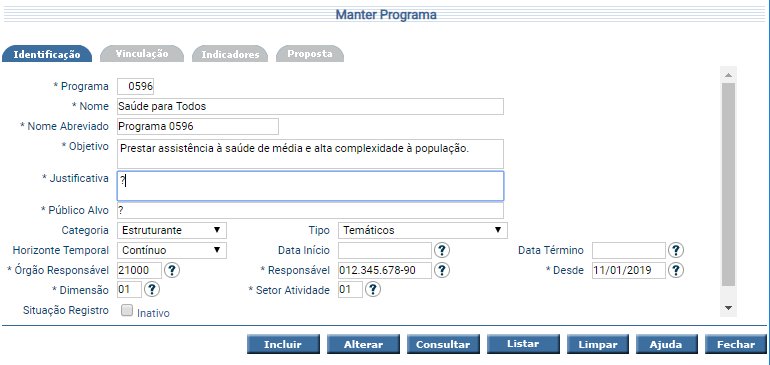 Manter Programa
Identificação Vinculação Indicadores Proposta
* Programa 0596
* Nome Saúde para Todos
* Nome Abreviado Programa 0596
* Objetivo Prestar assistência à saúde de média e alta complexidade à população.
* Justificativa ?
* Público Alvo ?
Categoria Estruturante Tipo Temáticos
Horizonte Temporal Contínuo Data Início ? Data Término ?
* Órgão Responsável 21000 ? * Responsável 012.345.678-90 ? * Desde 11/01/2019 ?
* Dimensão 01 ? * Setor Atividade 01 ?
Situação Registro Inativo
Incluir Alterar Consultar Listar Limpar Ajuda Fechar